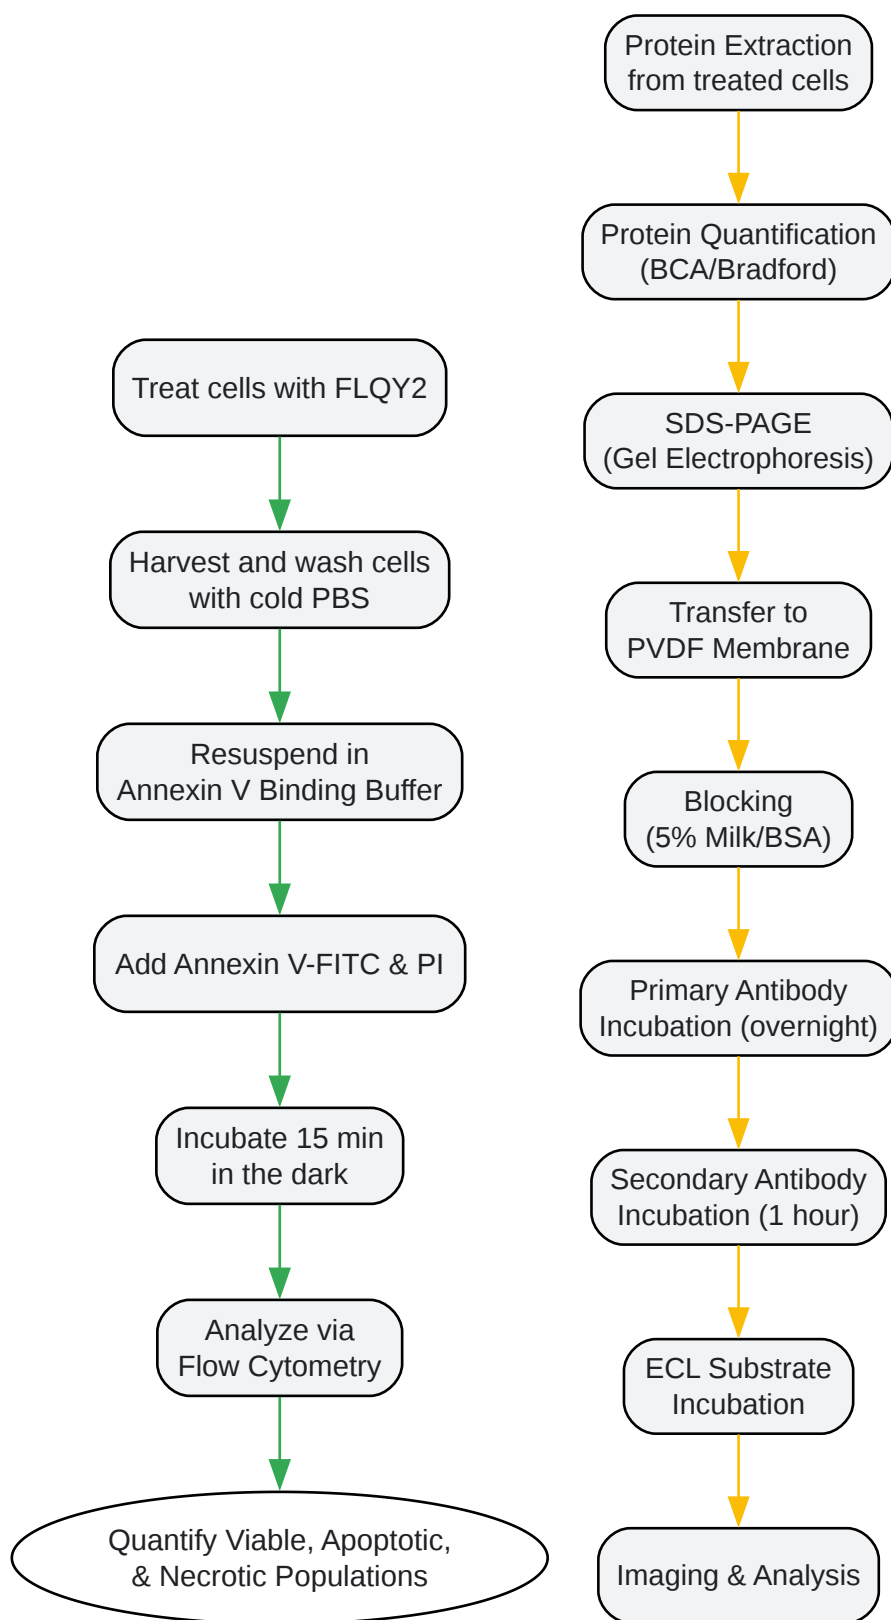 Treat cells with FLQY2
Harvest and wash cells
with cold PBS
Resuspend in
Annexin V Binding Buffer
Add Annexin V-FITC & PI
Incubate 15 min
in the dark
Analyze via
Flow Cytometry
Quantify Viable, Apoptotic,
& Necrotic Populations
Protein Extraction
from treated cells
Protein Quantification
(BCA/Bradford)
SDS-PAGE
(Gel Electrophoresis)
Transfer to
PVDF Membrane
Blocking
(5% Milk/BSA)
Primary Antibody
Incubation (overnight)
Secondary Antibody
Incubation (1 hour)
ECL Substrate
Incubation
Imaging & Analysis